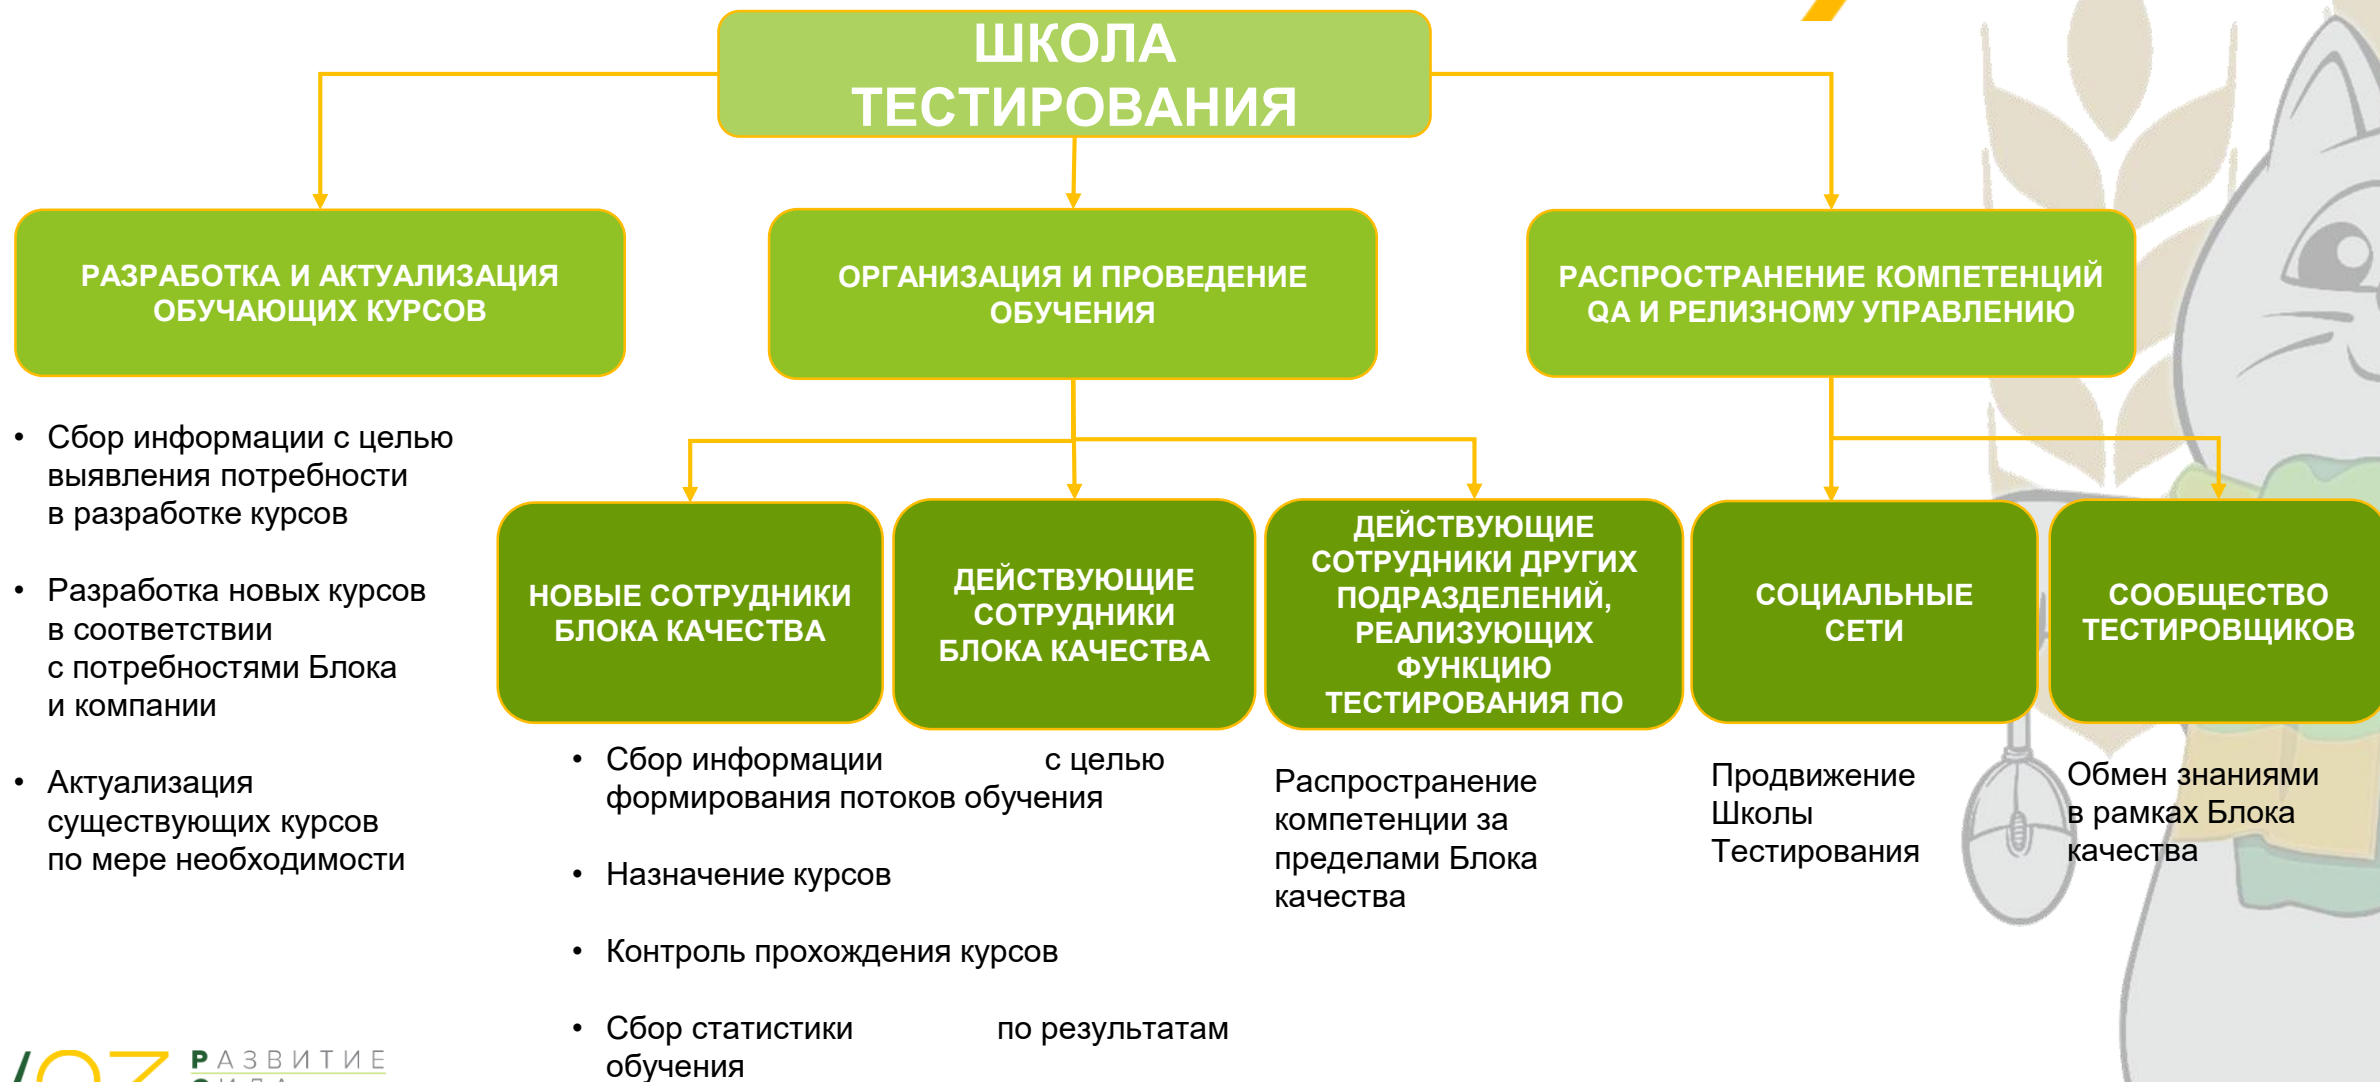 ШКОЛА
ТЕСТИРОВАНИЯ
РАЗРАБОТКА И АКТУАЛИЗАЦИЯ
ОБУЧАЮЩИХ КУРСОВ
ОРГАНИЗАЦИЯ И ПРОВЕДЕНИЕ
ОБУЧЕНИЯ
РАСПРОСТРАНЕНИЕ КОМПЕТЕНЦИЙ
QA И РЕЛИЗНОМУ УПРАВЛЕНИЮ
• Сбор информации с целью
выявления потребности
в разработке курсов
• Разработка новых курсов
в соответствии
с потребностями Блока
и компании
• Актуализация
существующих курсов
по мере необходимости
НОВЫЕ СОТРУДНИКИ
БЛОКА КАЧЕСТВА
ДЕЙСТВУЮЩИЕ
СОТРУДНИКИ
БЛОКА КАЧЕСТВА
ДЕЙСТВУЮЩИЕ
СОТРУДНИКИ ДРУГИХ
ПОДРАЗДЕЛЕНИЙ,
РЕАЛИЗУЮЩИХ
ФУНКЦИЮ
ТЕСТИРОВАНИЯ ПО
СОЦИАЛЬНЫЕ
СЕТИ
СООБЩЕСТВО
ТЕСТИРОВЩИКОВ
• Сбор информации с целью
формирования потоков обучения
• Назначение курсов
• Контроль прохождения курсов
• Сбор статистики по результатам
обучения
Распространение
компетенции за
пределами Блока
качества
Продвижение
Школы
Тестирования
Обмен знаниями
в рамках Блока
качества
РАЗВИТИЕ